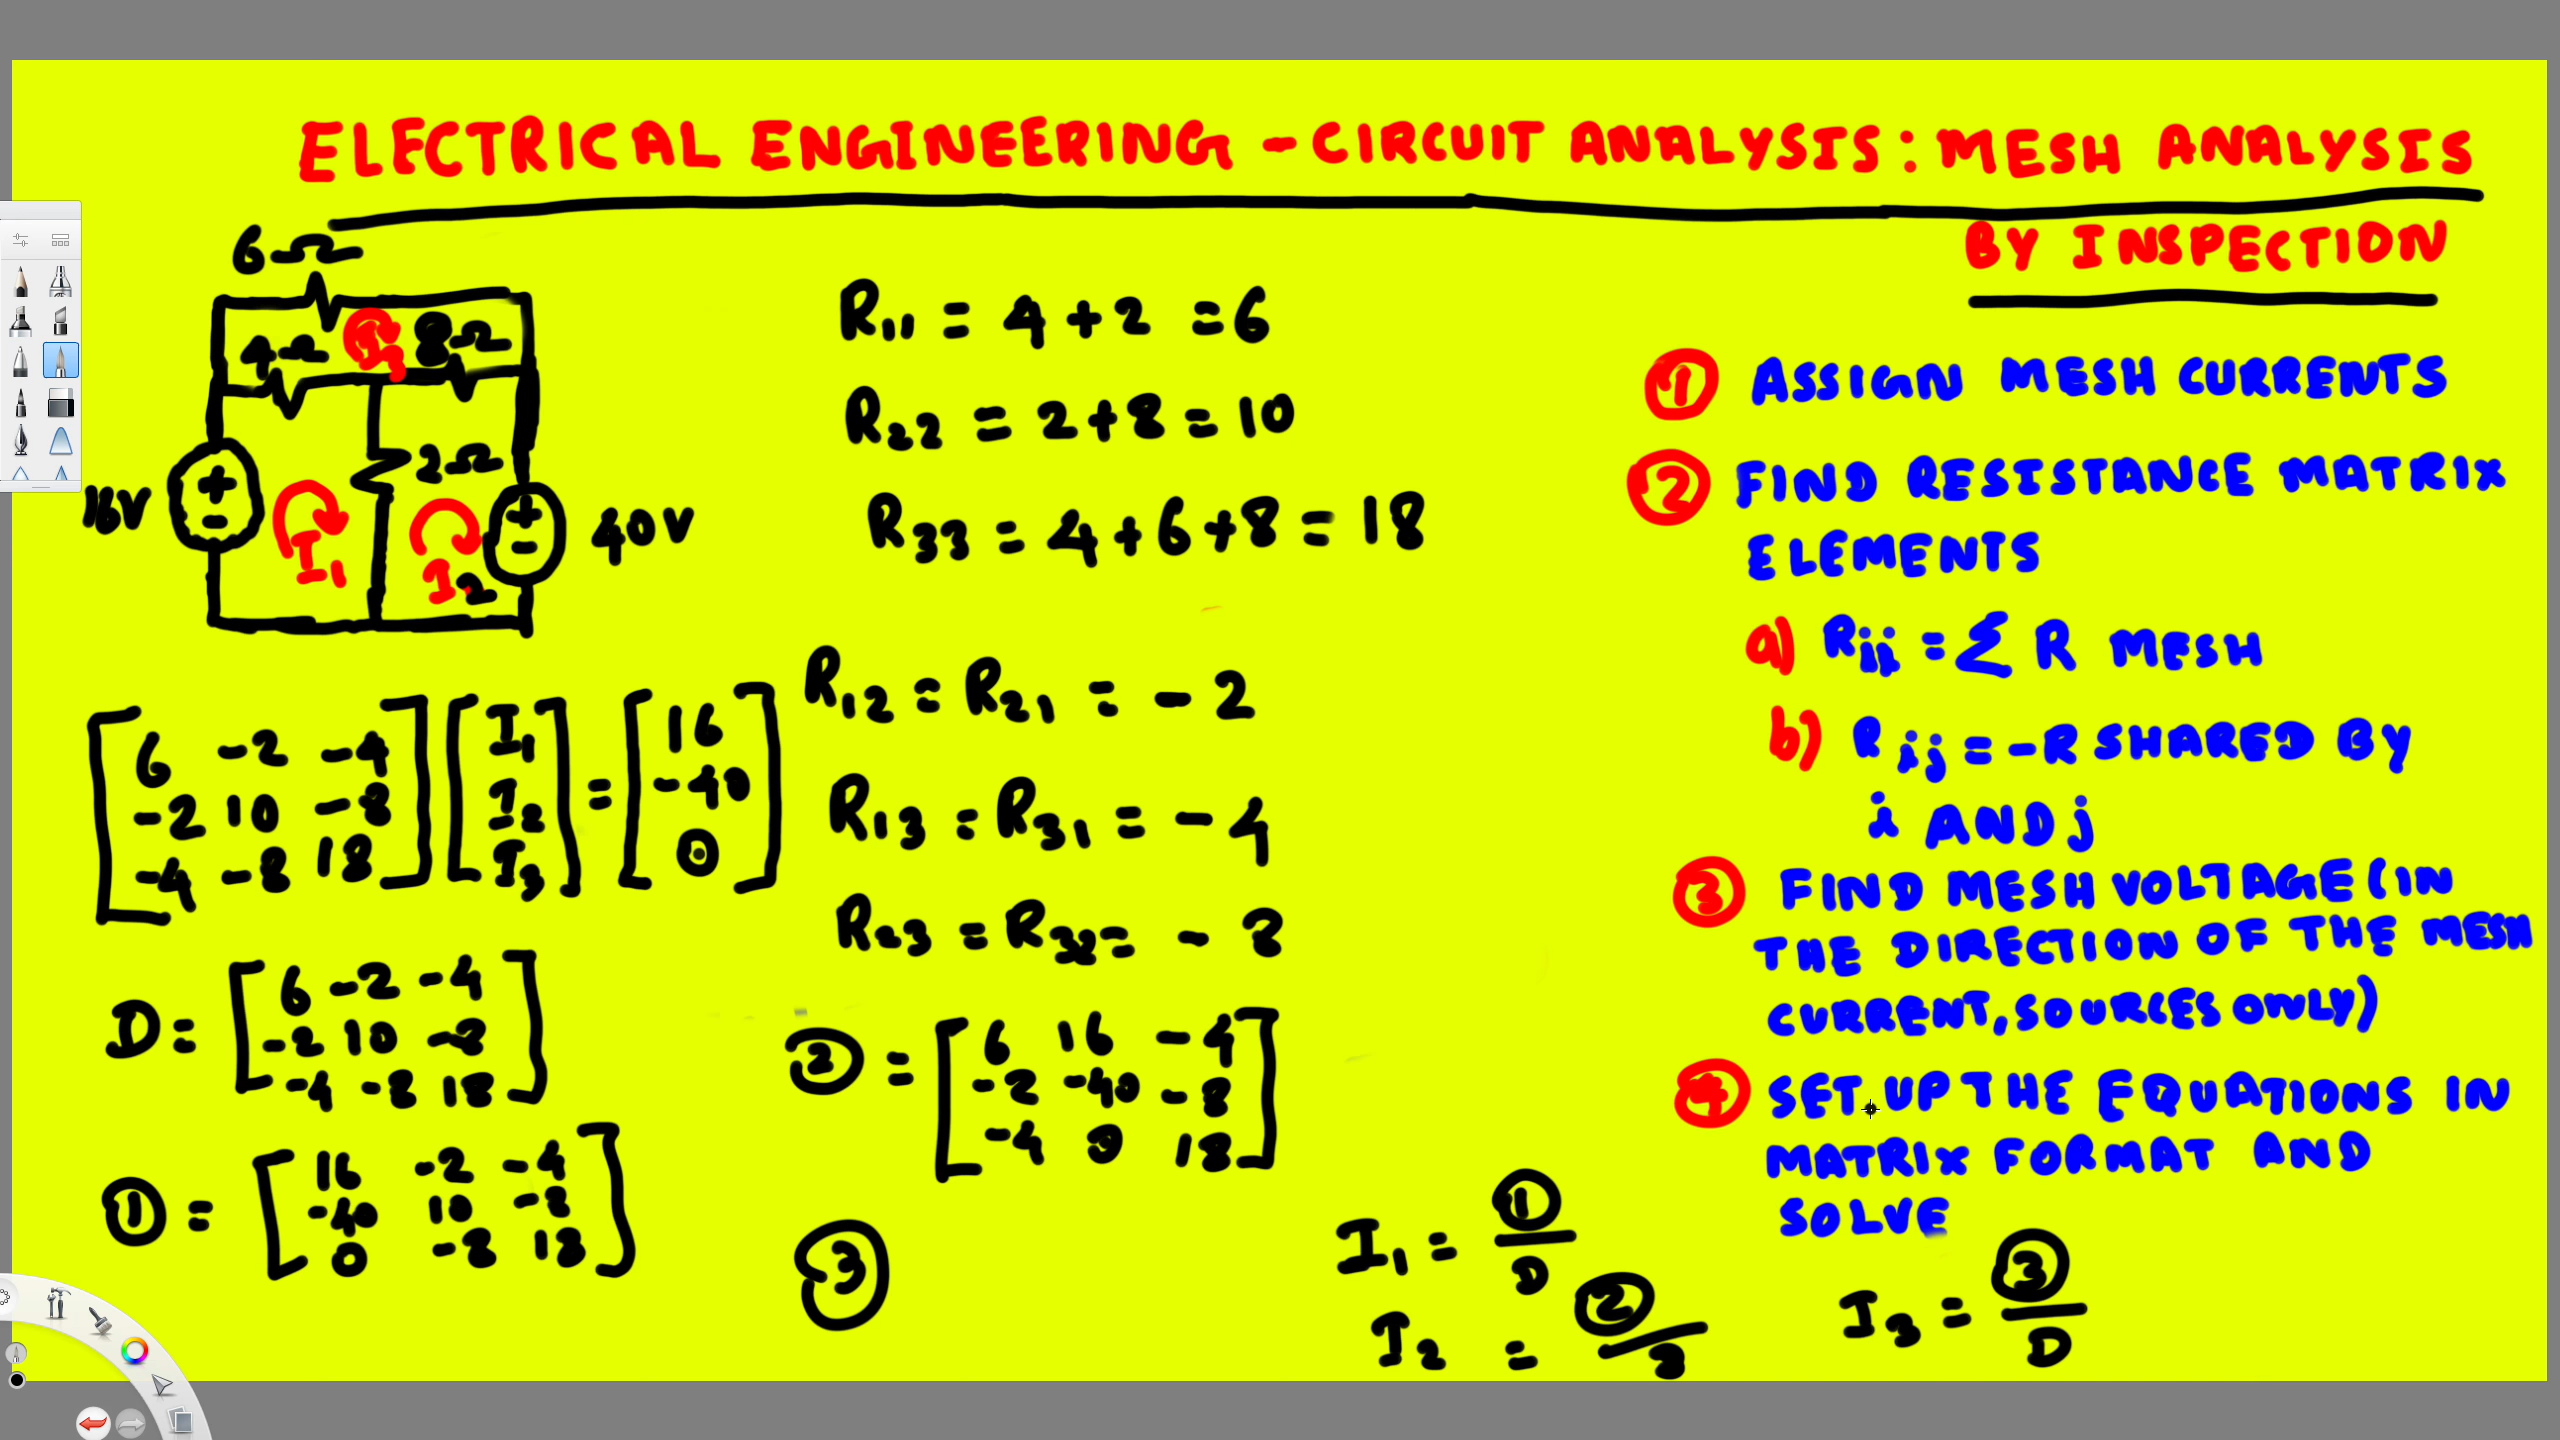 ELECTRICAL ENGINEERING - CIRCUIT ANALYSIS: MESH ANALYSIS
BY INSPECTION
6Ω
4Ω I3 8Ω
2Ω
16V + - I1 I2 + - 40V
R11 = 4+2 =6
R22 = 2+8 = 10
R33 = 4+6+8 = 18
R12 = R21 = -2
R13 = R31 = -4
R23 = R32 = -8
[6 -2 -4] [I1] = [16]
[-2 10 -8] [I2] [-40]
[-4 -8 18] [I3] [0]
D = [6 -2 -4]
[-2 10 -8]
[-4 -8 18]
① = [16 -2 -4]
[-40 10 -8]
[0 -8 18]
② = [6 16 -4]
[-2 -40 -8]
[-4 0 18]
③
I1 = ①/D
I2 = ②/
I3 = ③/D
① ASSIGN MESH CURRENTS
② FIND RESISTANCE MATRIX
ELEMENTS
a) Rii = Σ R MESH
b) Rij = -R SHARED BY
i AND j
③ FIND MESH VOLTAGE (IN
THE DIRECTION OF THE MESH
CURRENT, SOURCES ONLY)
④ SET UP THE EQUATIONS IN
MATRIX FORMAT AND
SOLVE